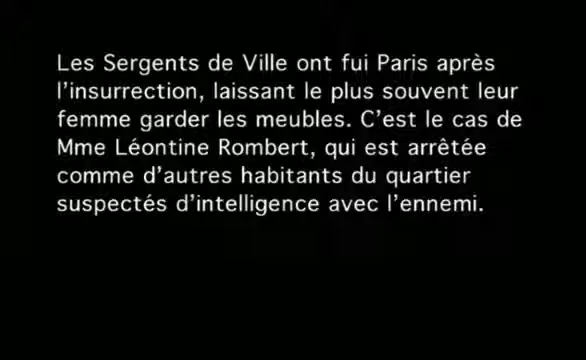 Les Sergents de Ville ont fui Paris après
l'insurrection, laissant le plus souvent leur
femme garder les meubles. C'est le cas de
Mme Léontine Rombert, qui est arrêtée
comme d'autres habitants du quartier
suspectés d'intelligence avec l'ennemi.